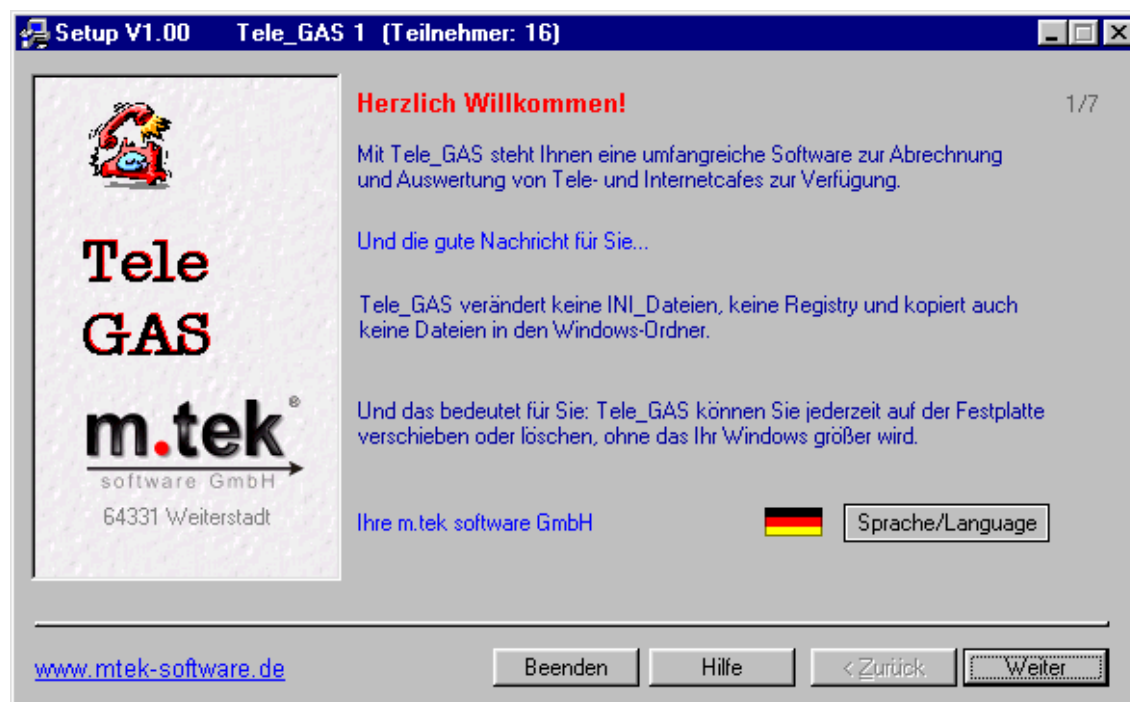 Setup V1.00 Tele_GAS 1 (Teilnehmer: 16)
Tele
GAS
m.tek®
software GmbH
64331 Weiterstadt
Herzlich Willkommen!
1/7
Mit Tele_GAS steht Ihnen eine umfangreiche Software zur Abrechnung
und Auswertung von Tele- und Internetcafes zur Verfügung.
Und die gute Nachricht für Sie...
Tele_GAS verändert keine INI_Dateien, keine Registry und kopiert auch
keine Dateien in den Windows-Ordner.
Und das bedeutet für Sie: Tele_GAS können Sie jederzeit auf der Festplatte
verschieben oder löschen, ohne das Ihr Windows größer wird.
Ihre m.tek software GmbH
Sprache/Language
www.mtek-software.de
Beenden
Hilfe
< Zurück
Weiter